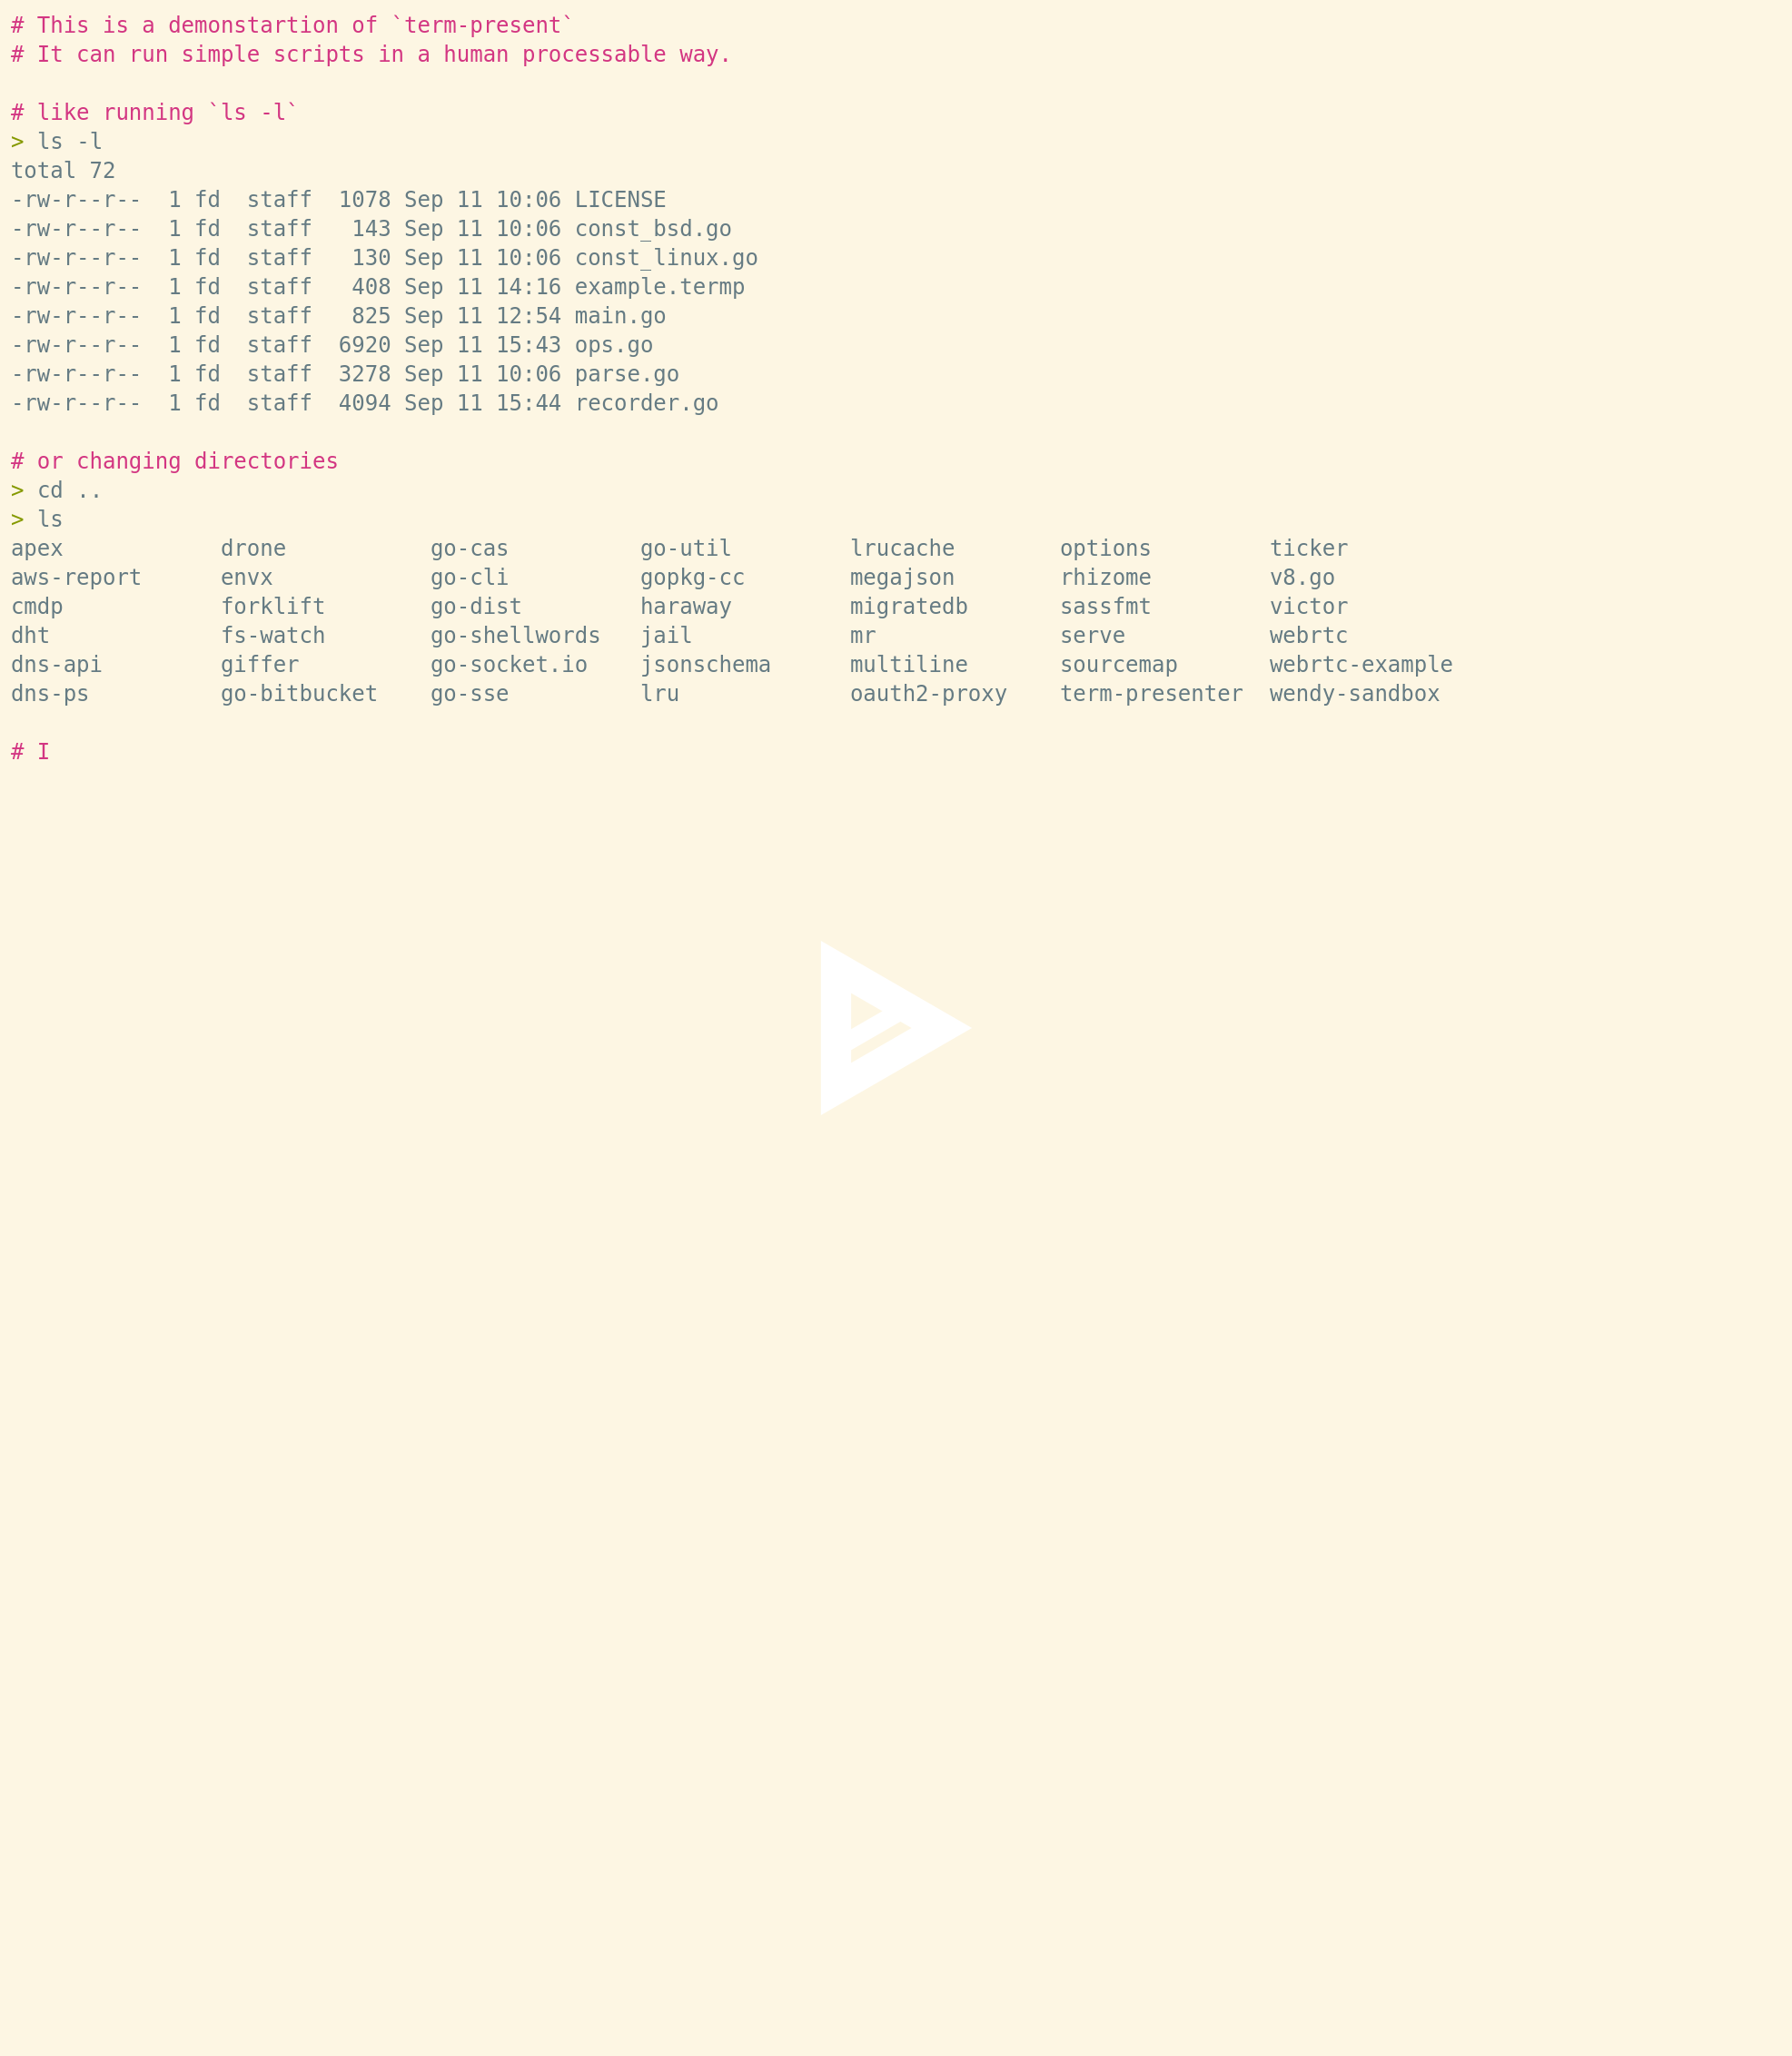 # This is a demonstartion of `term-present`
# It can run simple scripts in a human processable way.

# like running `ls -l`
> ls -l
total 72
-rw-r--r--  1 fd  staff  1078 Sep 11 10:06 LICENSE
-rw-r--r--  1 fd  staff   143 Sep 11 10:06 const_bsd.go
-rw-r--r--  1 fd  staff   130 Sep 11 10:06 const_linux.go
-rw-r--r--  1 fd  staff   408 Sep 11 14:16 example.termp
-rw-r--r--  1 fd  staff   825 Sep 11 12:54 main.go
-rw-r--r--  1 fd  staff  6920 Sep 11 15:43 ops.go
-rw-r--r--  1 fd  staff  3278 Sep 11 10:06 parse.go
-rw-r--r--  1 fd  staff  4094 Sep 11 15:44 recorder.go

# or changing directories
> cd ..
> ls
apex            drone           go-cas          go-util         lrucache        options         ticker
aws-report      envx            go-cli          gopkg-cc        megajson        rhizome         v8.go
cmdp            forklift        go-dist         haraway         migratedb       sassfmt         victor
dht             fs-watch        go-shellwords   jail            mr              serve           webrtc
dns-api         giffer          go-socket.io    jsonschema      multiline       sourcemap       webrtc-example
dns-ps          go-bitbucket    go-sse          lru             oauth2-proxy    term-presenter  wendy-sandbox

# I